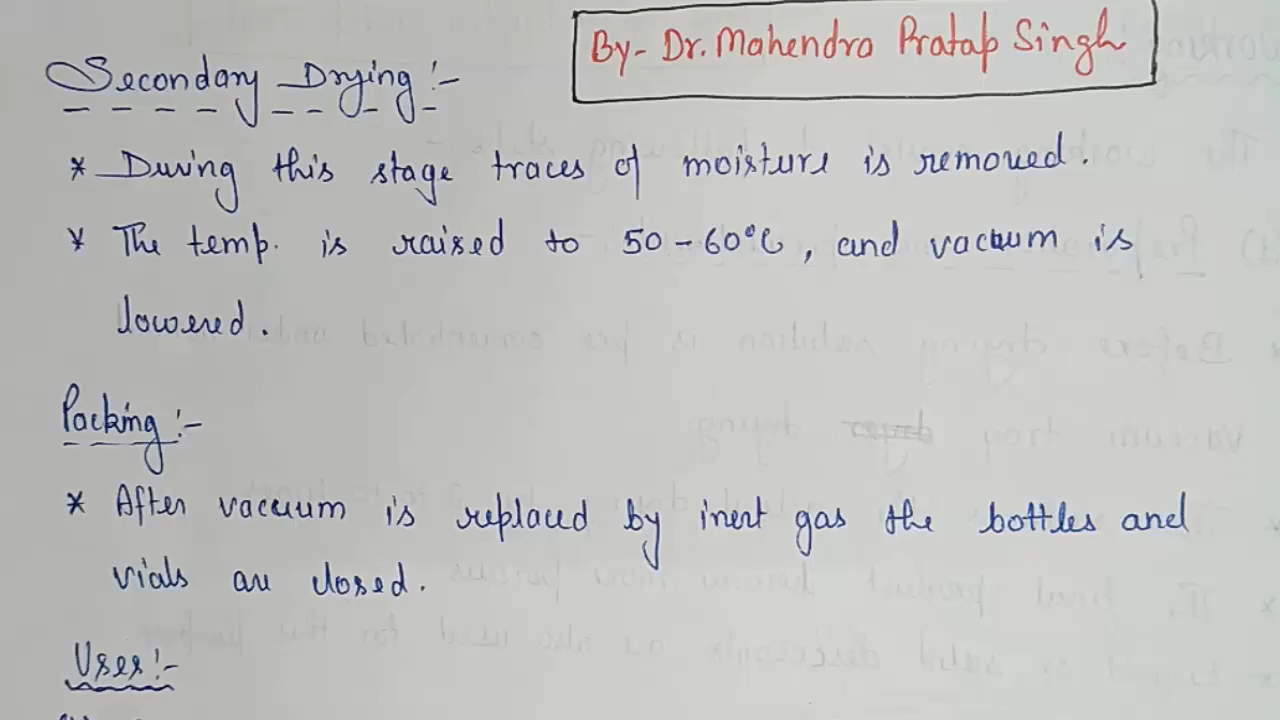 By- Dr. Mahendra Pratap Singh
Secondary Drying :-
* During this stage traces of moisture is removed.
* The temp. is raised to 50-60°C, and vacuum is
lowered.
Packing :-
* After vacuum is replaced by inert gas the bottles and
vials are closed.
Uses :-